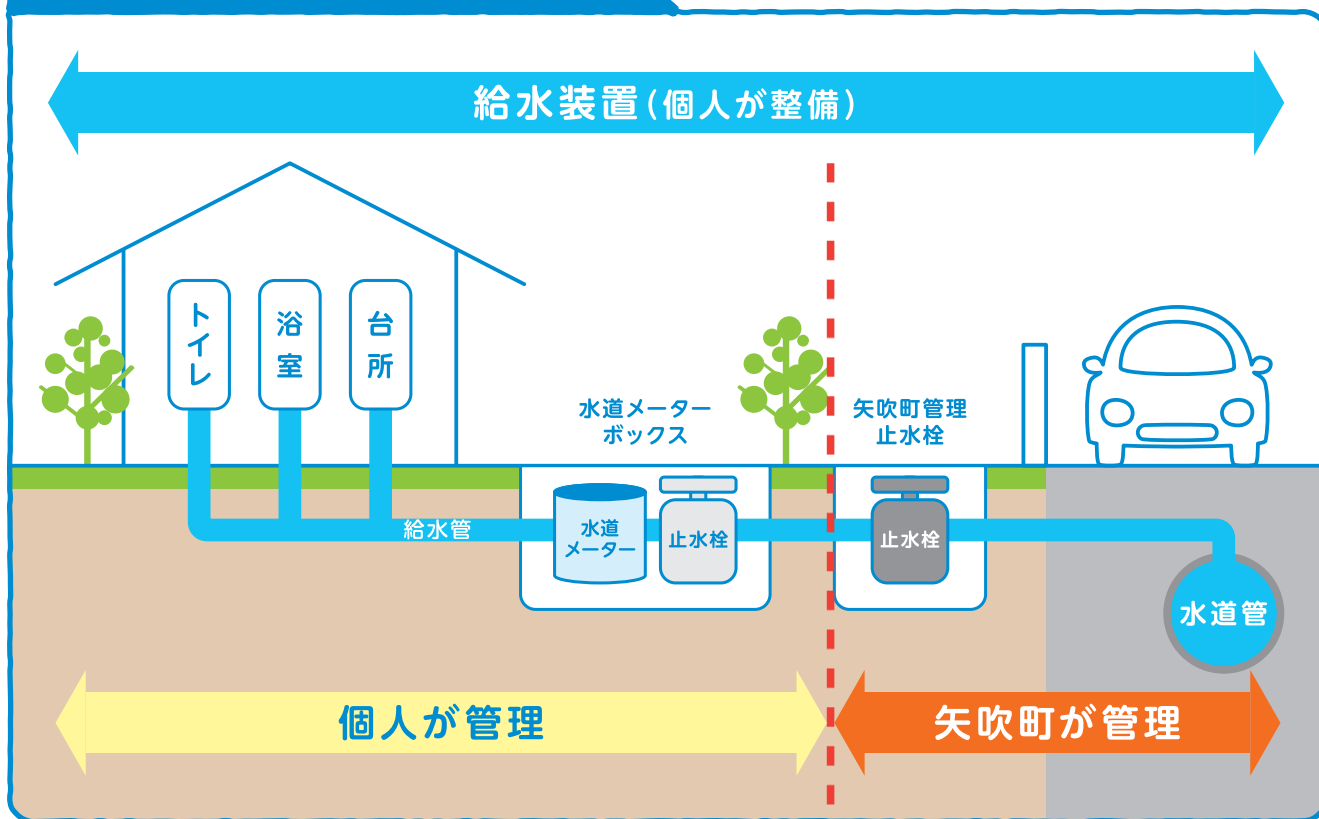 給水装置(個人が整備)
トイレ
浴室
台所
水道メーター
ボックス
矢吹町管理
止水栓
給水管
水道
メーター
止水栓
止水栓
水道管
個人が管理
矢吹町が管理